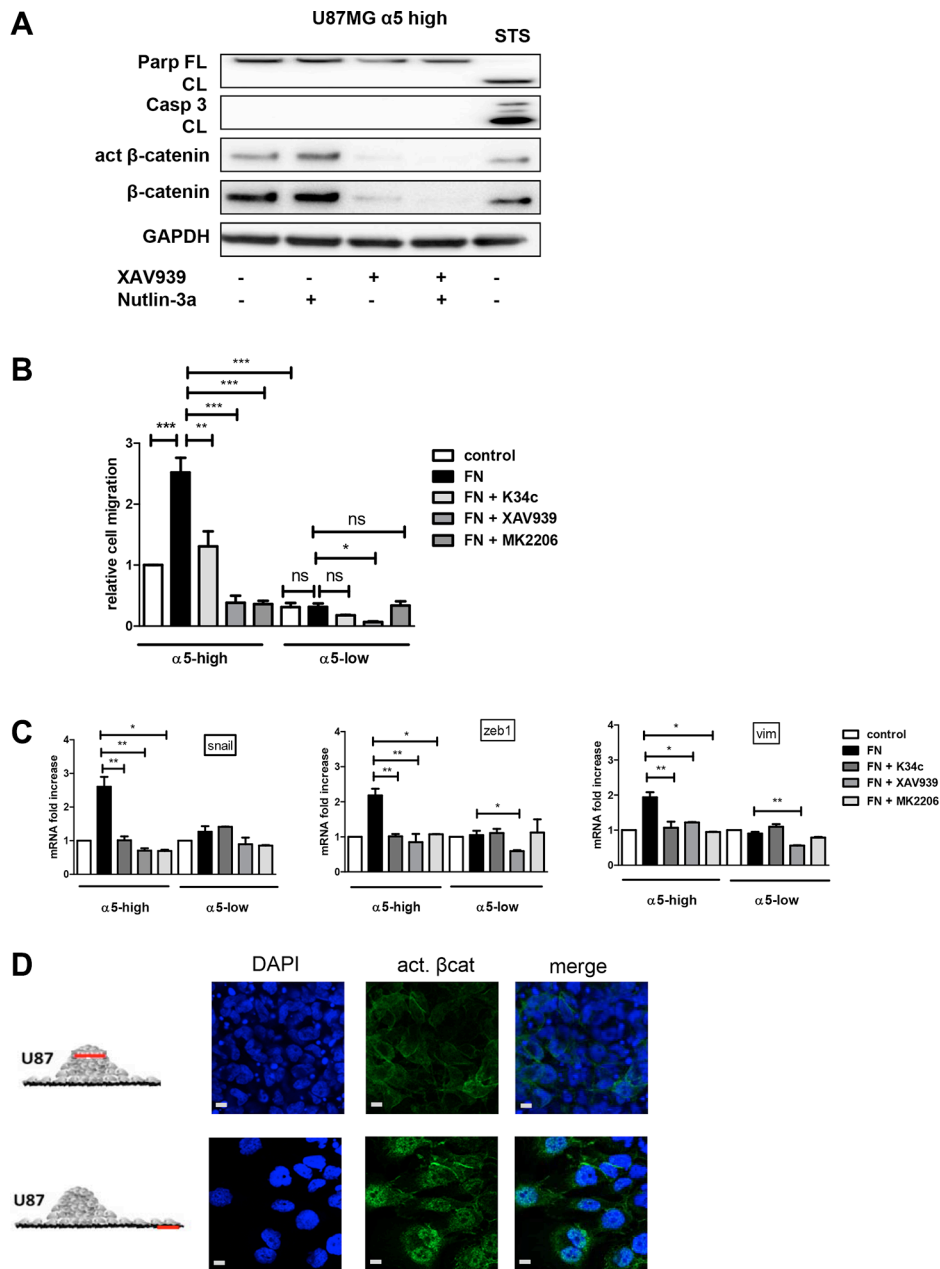 A
U87MG α5 high
STS
Parp FL
CL
Casp 3
CL
act β-catenin
β-catenin
GAPDH
XAV939 - - + + -
Nutlin-3a - + - + -
B
***
***
***
*** **
ns
*
ns ns
3
2
1
0
relative cell migration
α5-high α5-low
control
FN
FN + K34c
FN + XAV939
FN + MK2206
C
snail
*
**
**
4
3
2
1
0
mRNA fold increase
α5-high α5-low
zeb1
*
**
**
*
4
3
2
1
0
mRNA fold increase
α5-high α5-low
vim
*
*
**
**
4
3
2
1
0
mRNA fold increase
α5-high α5-low
control
FN
FN + K34c
FN + XAV939
FN + MK2206
D
DAPI act. βcat merge
U87
U87